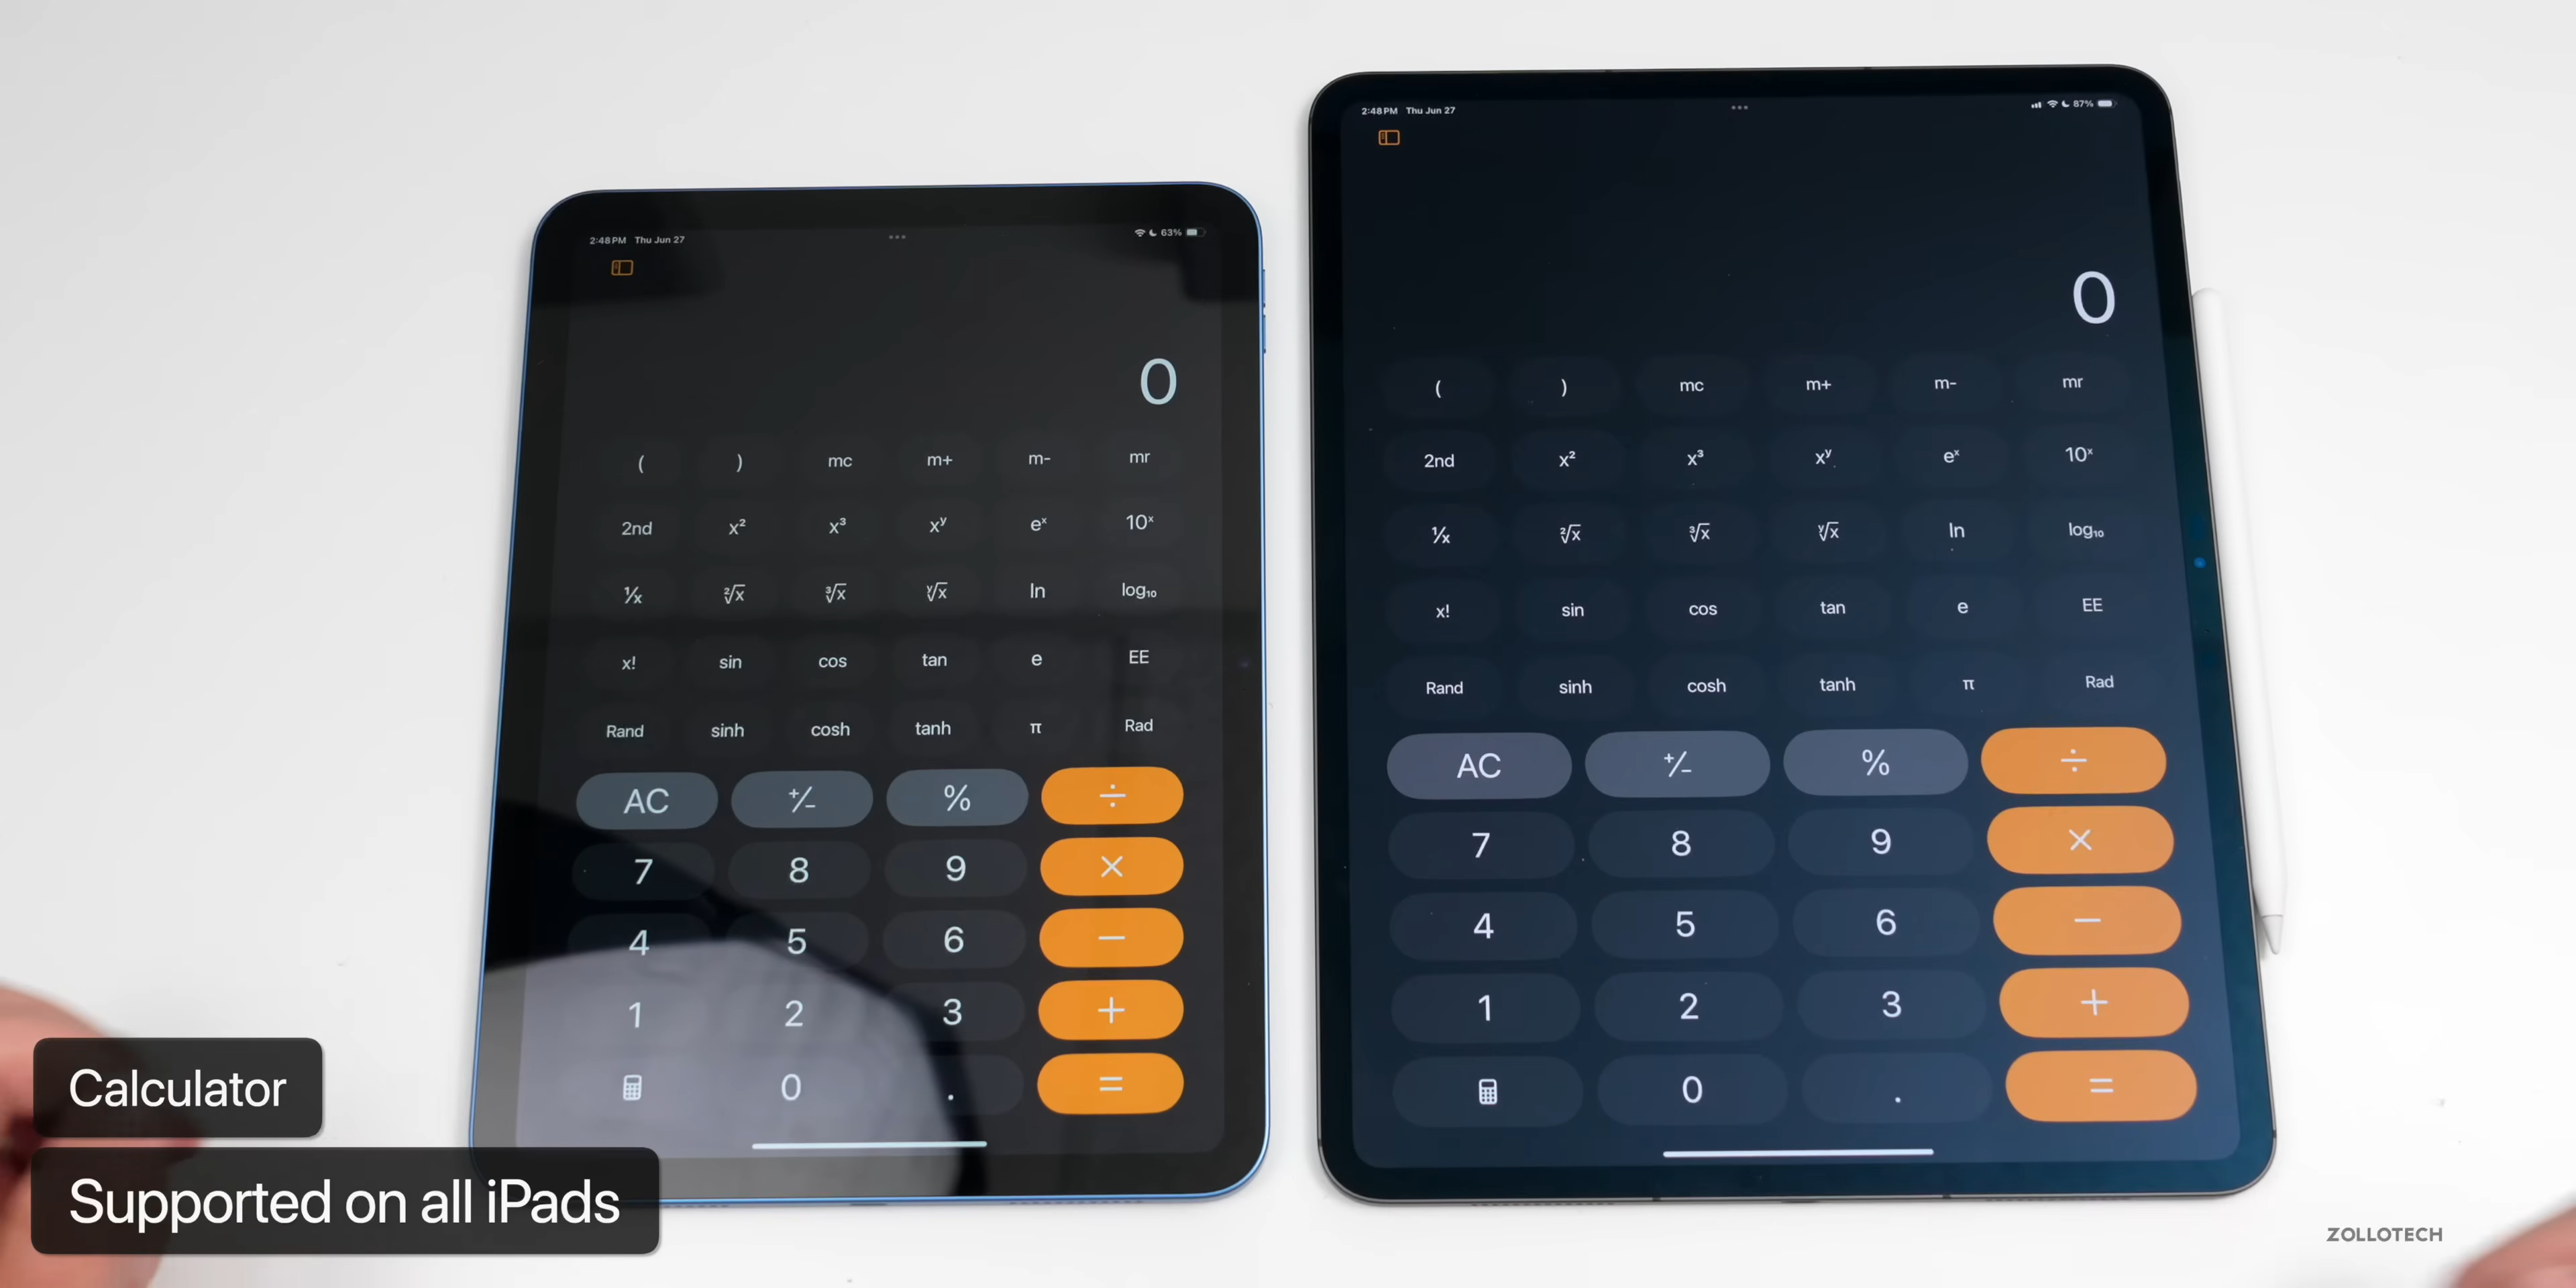 2:48 PM Thu Jun 27
63%
0
( ) mc m+ m- mr
2nd x² x³ xʸ eˣ 10ˣ
¹⁄x ²√x ³√x ʸ√x ln log₁₀
x! sin cos tan e EE
Rand sinh cosh tanh π Rad
AC +⁄− % ÷
7 8 9 ×
4 5 6 −
1 2 3 +
0 . =
2:48 PM Thu Jun 27
87%
0
( ) mc m+ m- mr
2nd x² x³ xʸ eˣ 10ˣ
¹⁄x ²√x ³√x ʸ√x ln log₁₀
x! sin cos tan e EE
Rand sinh cosh tanh π Rad
AC +⁄− % ÷
7 8 9 ×
4 5 6 −
1 2 3 +
0 . =
Calculator
Supported on all iPads
ZOLLOTECH